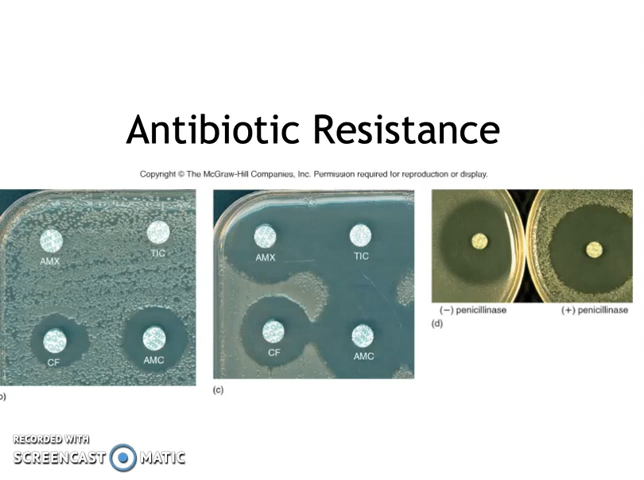 Antibiotic Resistance
Copyright © The McGraw-Hill Companies, Inc. Permission required for reproduction or display.
AMX
TIC
CF
AMC
b)
AMX
TIC
CF
AMC
(c)
(−) penicillinase
(+) penicillinase
(d)
RECORDED WITH
SCREENCAST MATIC